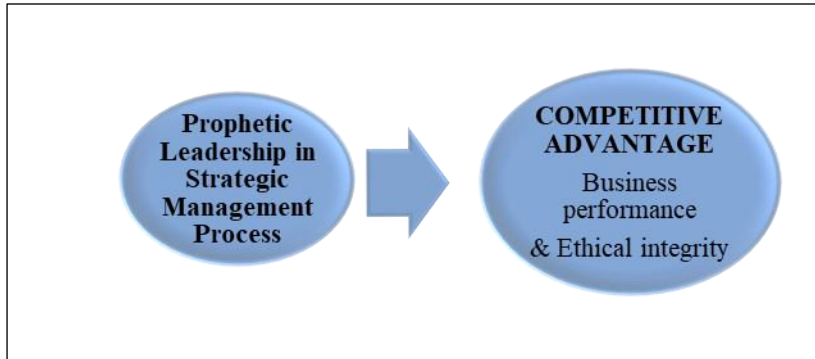 Prophetic
Leadership in
Strategic
Management
Process
COMPETITIVE
ADVANTAGE
Business
performance
& Ethical integrity